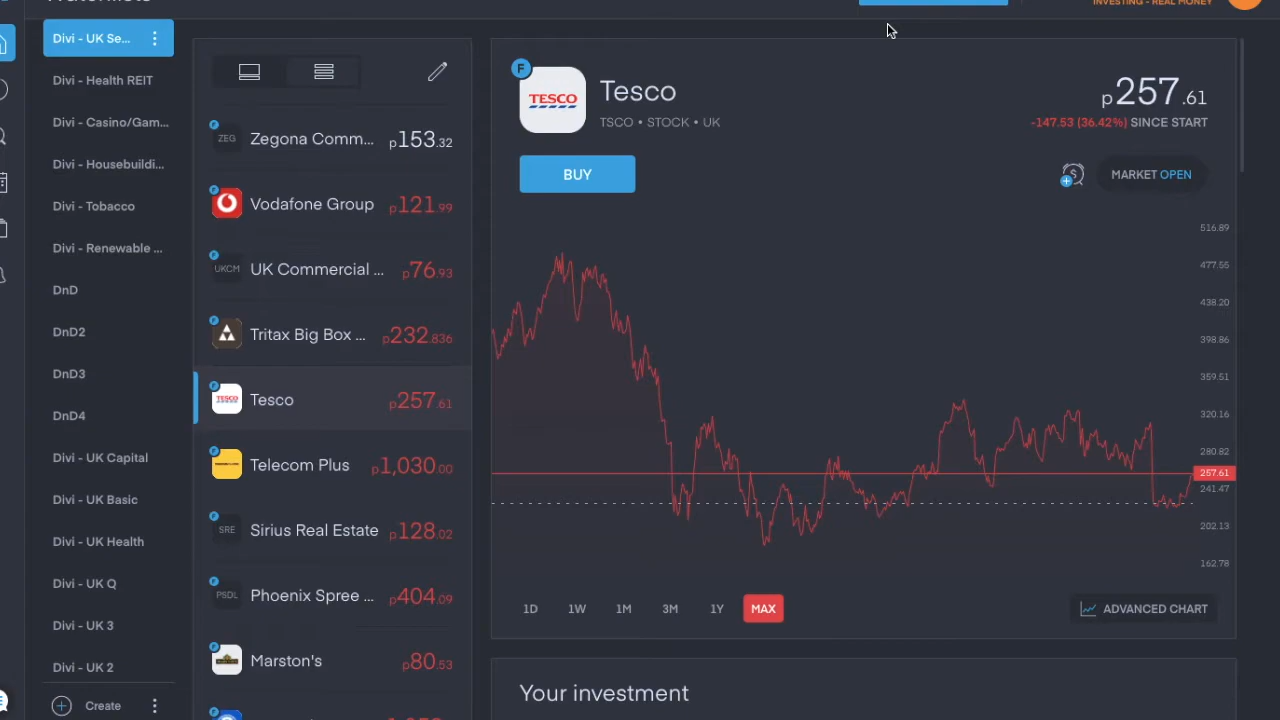 INVESTING - REAL MONEY
Divi - UK Se...
Divi - Health REIT
Divi - Casino/Gam...
Divi - Housebuildi...
Divi - Tobacco
Divi - Renewable ...
DnD
DnD2
DnD3
DnD4
Divi - UK Capital
Divi - UK Basic
Divi - UK Health
Divi - UK Q
Divi - UK 3
Divi - UK 2
Create
F
ZEG
Zegona Comm...
p153.32
F
Vodafone Group
p121.99
F
UKCM
UK Commercial ...
p76.93
F
Tritax Big Box ...
p232.836
F
TESCO
Tesco
p257.61
F
Telecom Plus
p1,030.00
F
SRE
Sirius Real Estate
p128.02
F
PSDL
Phoenix Spree ...
p404.09
F
Marston's
p80.53
F
F
TESCO
Tesco
TSCO • STOCK • UK
p257.61
-147.53 (36.42%) SINCE START
BUY
MARKET OPEN
516.89
477.55
438.20
398.86
359.51
320.16
280.82
257.61
241.47
202.13
162.78
1D
1W
1M
3M
1Y
MAX
ADVANCED CHART
Your investment